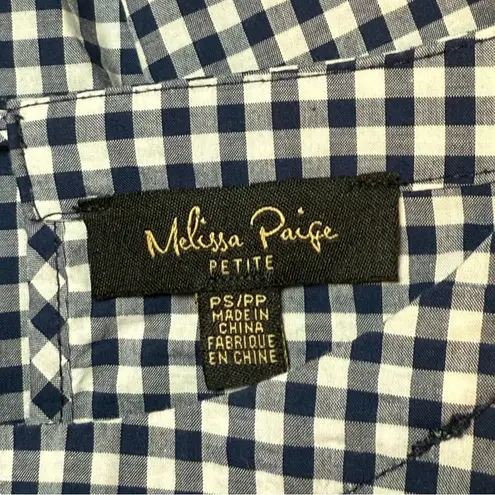 Melissa Paige
PETITE
PS/PP
MADE IN
CHINA
FABRIQUE
EN CHINE